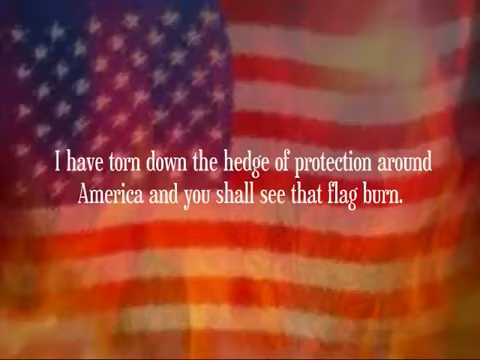 I have torn down the hedge of protection around
America and you shall see that flag burn.